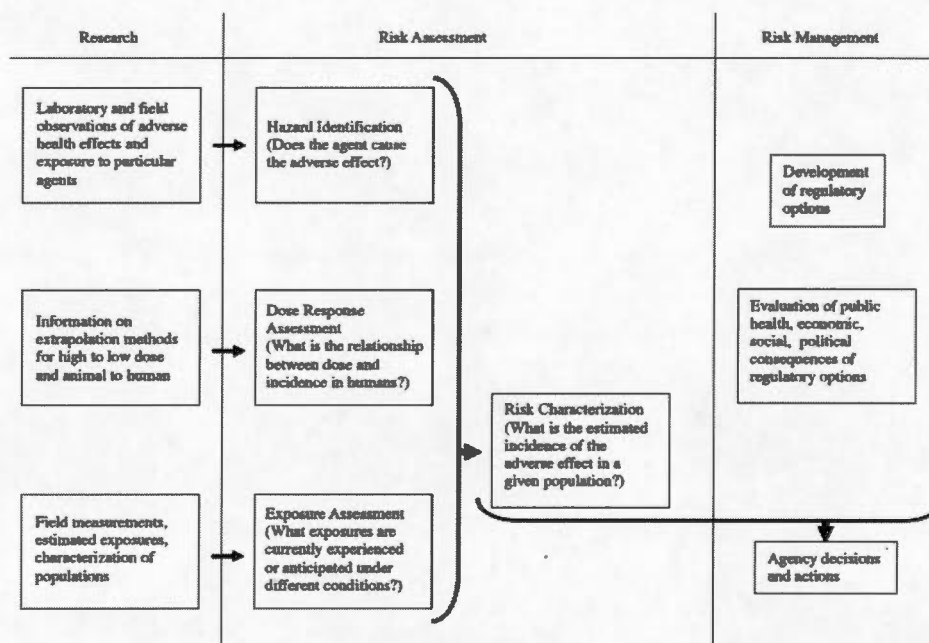 Research
Risk Assessment
Risk Management
Laboratory and field
observations of adverse
health effects and
exposure to particular
agents
Hazard Identification
(Does the agent cause
the adverse effect?)
Development
of regulatory
options
Information on
extrapolation methods
for high to low dose
and animal to human
Dose Response
Assessment
(What is the relationship
between dose and
incidence in humans?)
Evaluation of public
health, economic,
social, political
consequences of
regulatory options
Risk Characterization
(What is the estimated
incidence of the
adverse effect in a
given population?)
Field measurements,
estimated exposures,
characterization of
populations
Exposure Assessment
(What exposures are
currently experienced
or anticipated under
different conditions?)
Agency decisions
and actions